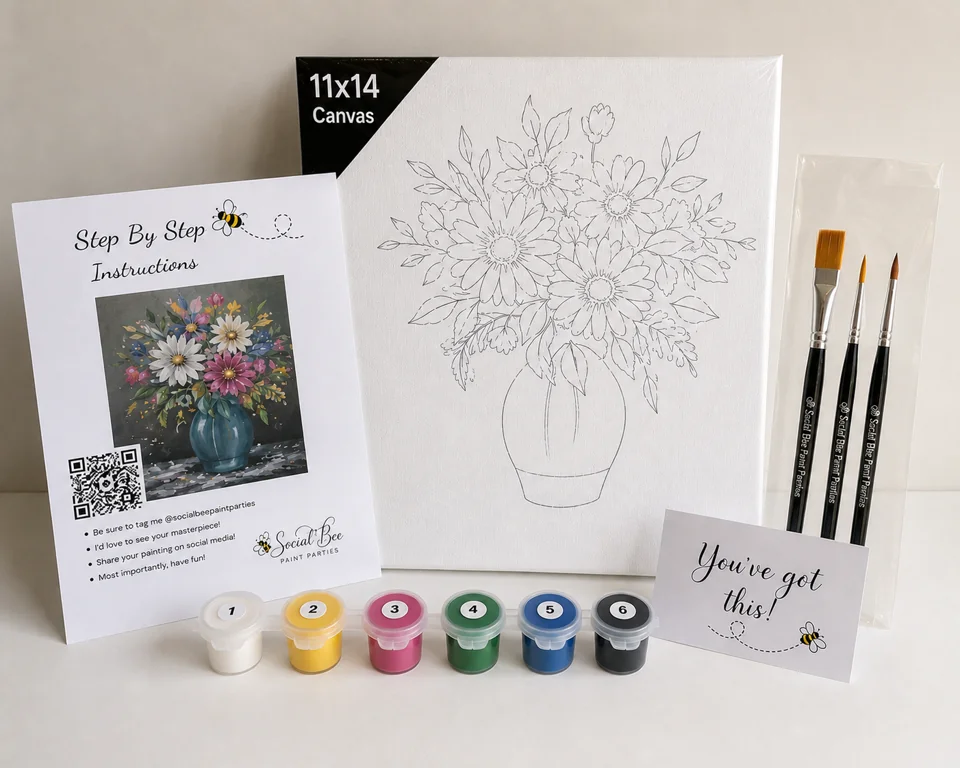 11x14
Canvas
Step By Step
Instructions
Be sure to tag me @socialbeepaintparties
I'd love to see your masterpiece!
Share your painting on social media!
Most importantly, have fun!
Social Bee
PAINT PARTIES
Social Bee Paint Parties
Social Bee Paint Parties
Social Bee Paint Parties
You've got
this!
1
2
3
4
5
6